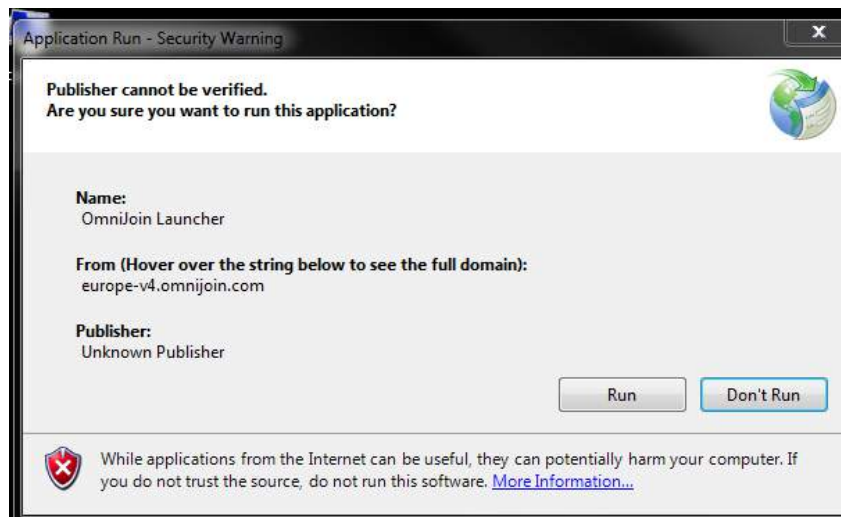 Application Run - Security Warning
x
Publisher cannot be verified.
Are you sure you want to run this application?
Name:
OmniJoin Launcher
From (Hover over the string below to see the full domain):
europe-v4.omnijoin.com
Publisher:
Unknown Publisher
Run
Don't Run
While applications from the Internet can be useful, they can potentially harm your computer. If
you do not trust the source, do not run this software. More Information...